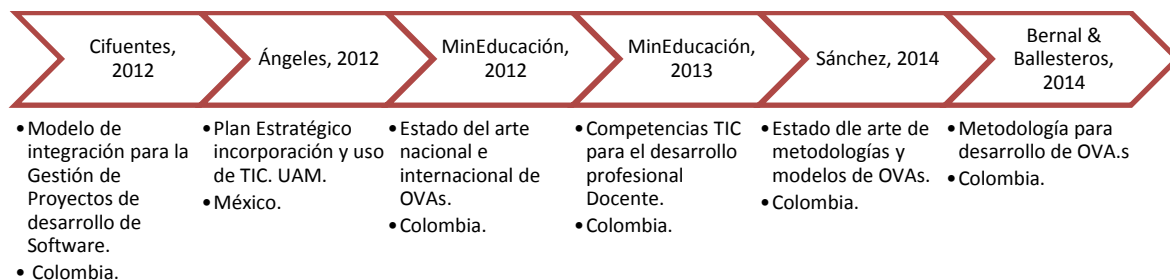 Cifuentes,
2012
Ángeles, 2012
MinEducación,
2012
MinEducación,
2013
Sánchez, 2014
Bernal &
Ballesteros,
2014
•Modelo de
integración para la
Gestión de
Proyectos de
desarrollo de
Software.
• Colombia.
•Plan Estratégico
incorporación y uso
de TIC. UAM.
•México.
•Estado del arte
nacional e
internacional de
OVAs.
•Colombia.
•Competencias TIC
para el desarrollo
profesional
Docente.
•Colombia.
•Estado dle arte de
metodologías y
modelos de OVAs.
•Colombia.
•Metodología para
desarrollo de OVA.s
•Colombia.